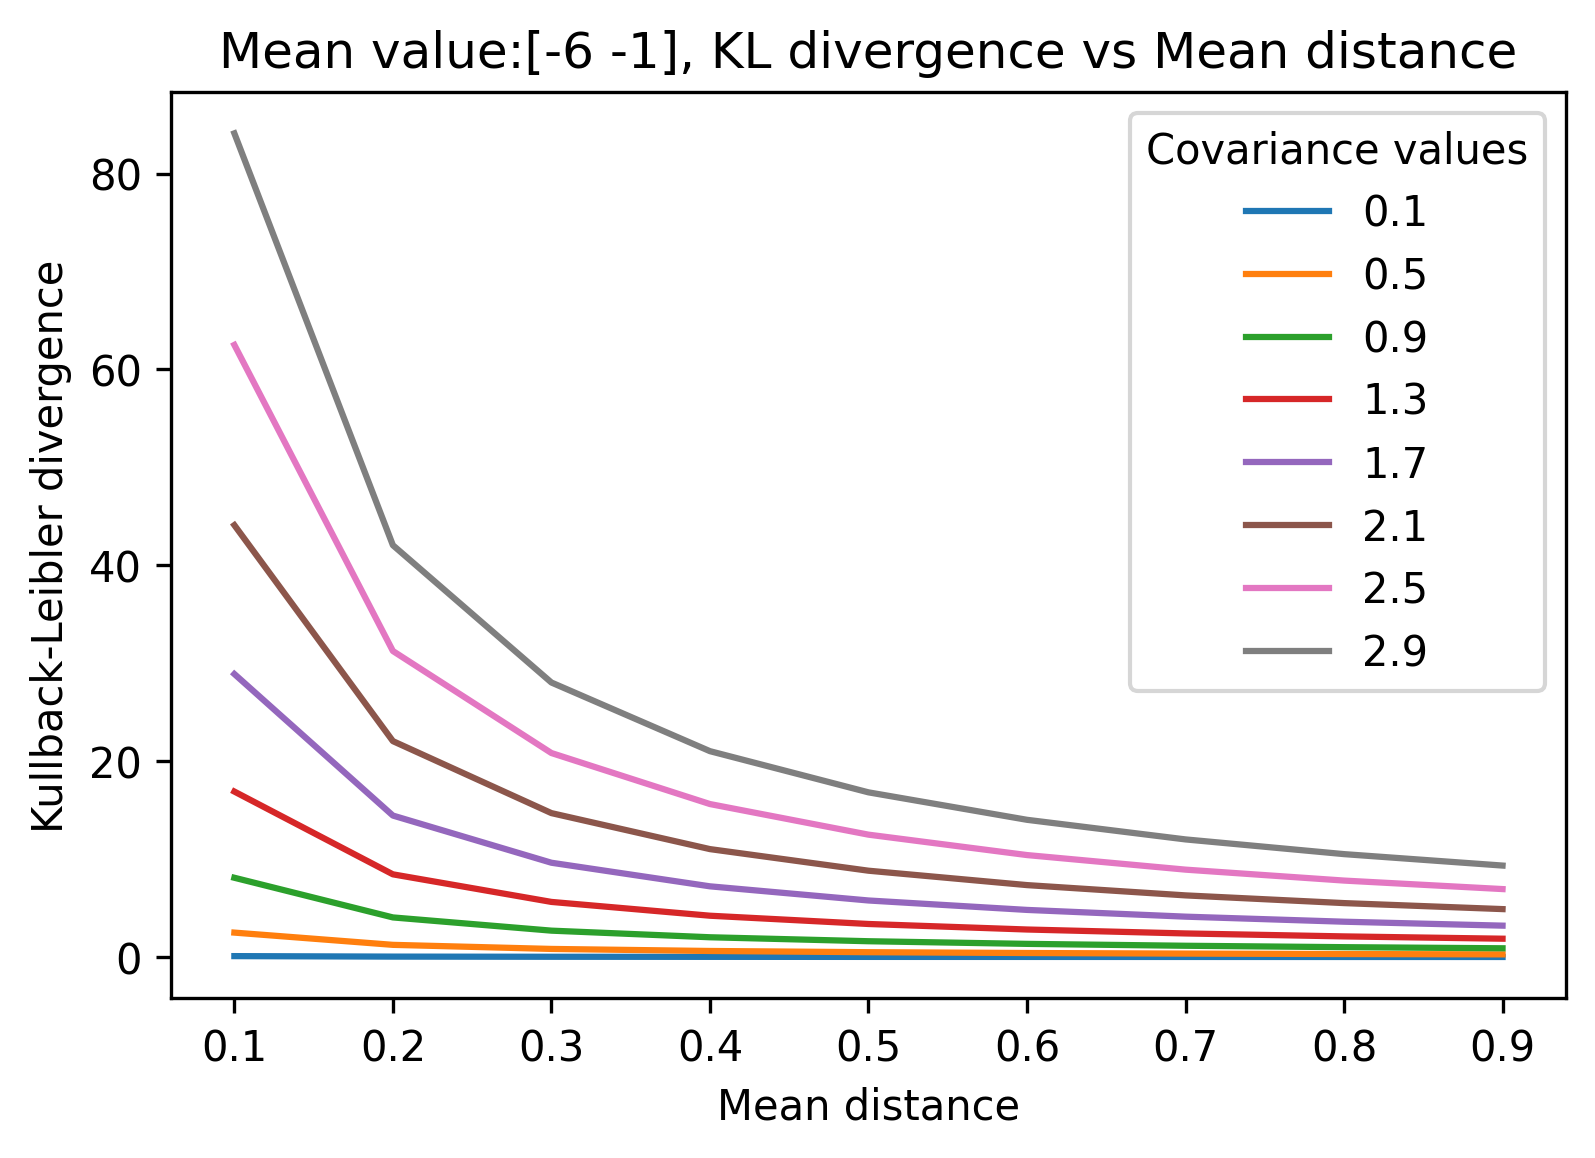 Mean value:[-6 -1], KL divergence vs Mean distance
Kullback-Leibler divergence
80
60
40
20
0
Covariance values
0.1
0.5
0.9
1.3
1.7
2.1
2.5
2.9
0.1 0.2 0.3 0.4 0.5 0.6 0.7 0.8 0.9
Mean distance